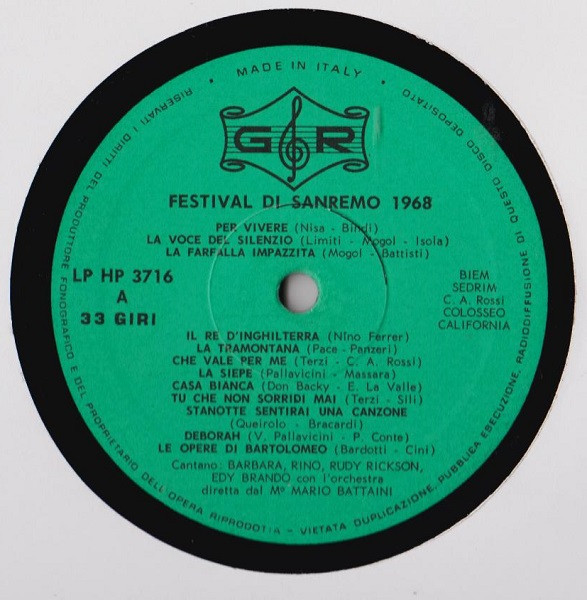 MADE IN ITALY
GR
FESTIVAL DI SANREMO 1968
PER VIVERE (Nisa - Bindi)
LA VOCE DEL SILENZIO (Limiti - Mogol - Isola)
LA FARFALLA IMPAZZITA (Mogol - Battisti)
LP HP 3716
A
33 GIRI
BIEM
SEDRIM
C. A. Rossi
COLOSSEO
CALIFORNIA
IL RE D'INGHILTERRA (Nino Ferrer)
LA TRAMONTANA (Pace - Panzeri)
CHE VALE PER ME (Terzi - C. A. Rossi)
LA SIEPE (Pallavicini - Massara)
CASA BIANCA (Don Backy - E. La Valle)
TU CHE NON SORRIDI MAI (Terzi - Sili)
STANOTTE SENTIRAI UNA CANZONE
(Queirolo - Bracardi)
DEBORAH (V. Pallavicini - P. Conte)
LE OPERE DI BARTOLOMEO (Bardotti - Cini)
Cantano: BARBARA, RINO, RUDY RICKSON,
EDY BRANDO con l'orchestra
diretta dal Mº MARIO BATTAINI
RISERVATI I DIRITTI DEL PRODUTTORE FONOGRAFICO E DEL PROPRIETARIO DELL'OPERA RIPRODOTTA - VIETATA DUPLICAZIONE, PUBBLICA ESECUZIONE, RADIODIFFUSIONE DI QUESTO DISCO DEPOSITATO